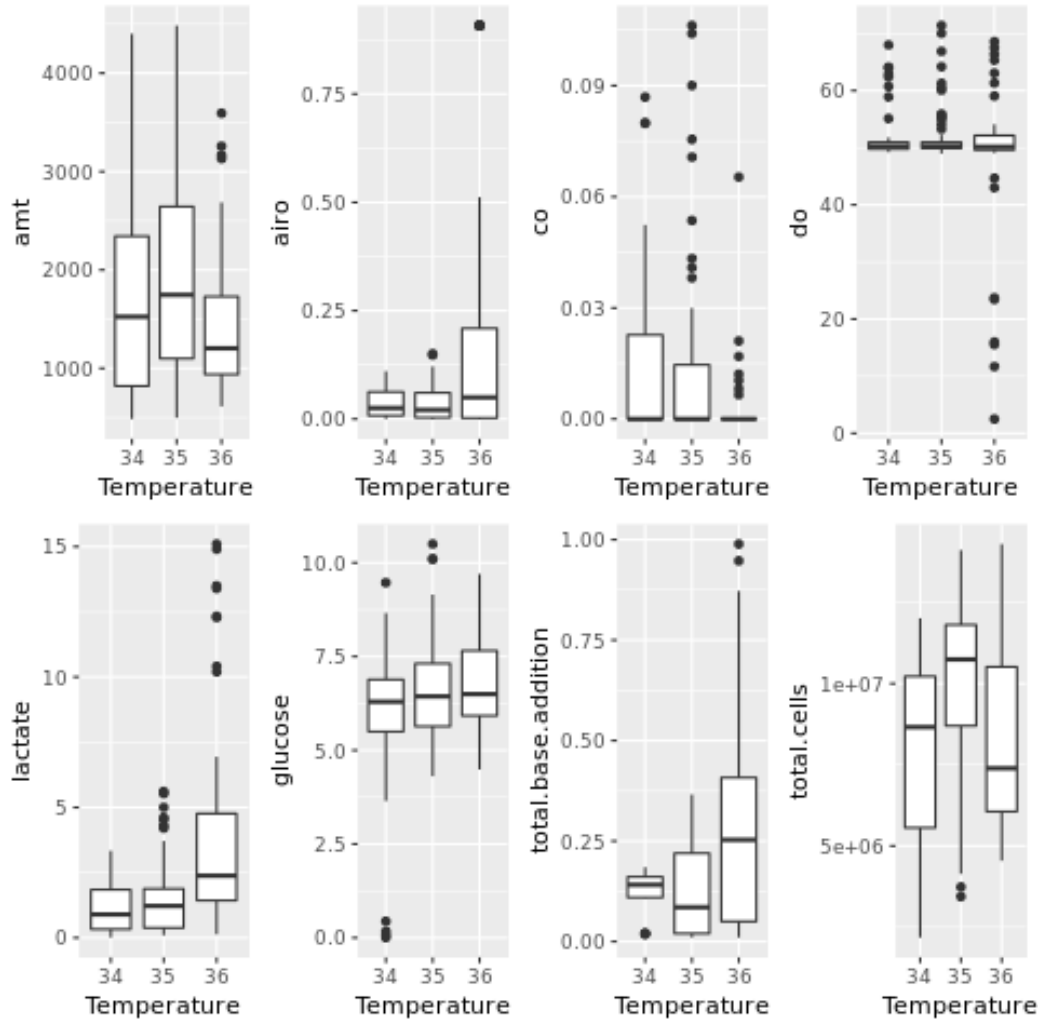 amt
4000
3000
2000
1000
34 35 36
Temperature
airo
0.75
0.50
0.25
0.00
34 35 36
Temperature
co
0.09
0.06
0.03
0.00
34 35 36
Temperature
do
60
40
20
0
34 35 36
Temperature
lactate
15
10
5
0
34 35 36
Temperature
glucose
10.0
7.5
5.0
2.5
0.0
34 35 36
Temperature
total.base.addition
1.00
0.75
0.50
0.25
0.00
34 35 36
Temperature
total.cells
1e+07
5e+06
34 35 36
Temperature